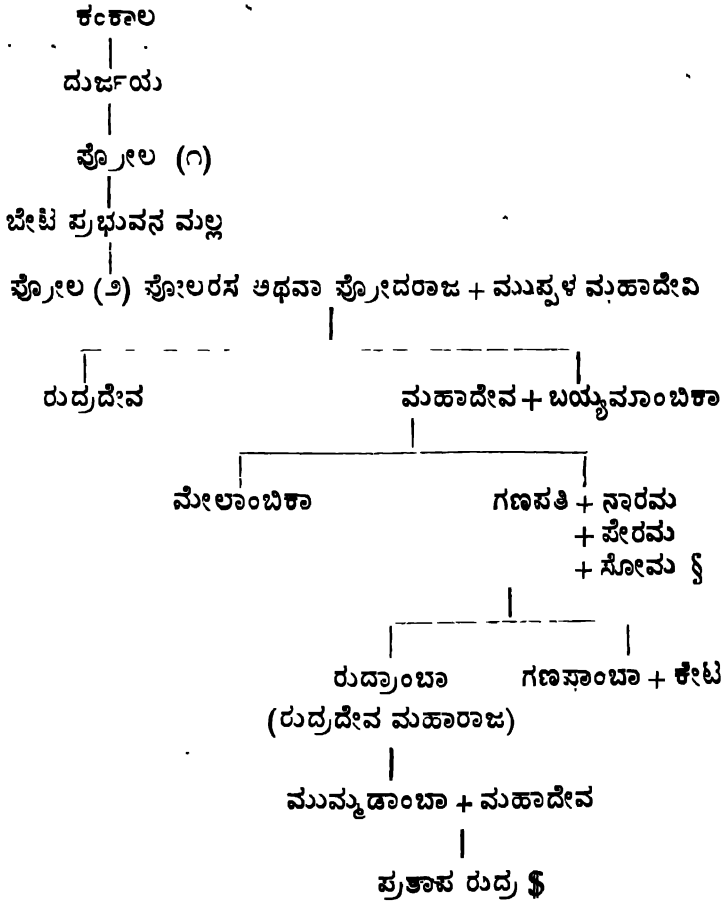 ಕಂಕಾಲ
ದುರ್ಜಯ
ಪ್ರೋಲ (೧)
ಬೇಟ ಪ್ರಭುವನ ಮಲ್ಲ
ಪ್ರೋಲ (೨) ಪೋಲರಸ ಅಥವಾ ಪ್ರೋದರಾಜ + ಮುಪ್ಪಳ ಮಹಾದೇವಿ
ರುದ್ರದೇವ ಮಹಾದೇವ + ಬಯ್ಯಮಾಂಬಿಕಾ
ಮೇಲಾಂಬಿಕಾ ಗಣಪತಿ + ನಾರಮ
+ ಪೇರಮ
+ ಸೋಮ §
ರುದ್ರಾಂಬಾ ಗಣಪಾಂಬಾ + ಕೇಟ
(ರುದ್ರದೇವ ಮಹಾರಾಜ)
ಮುಮ್ಮಡಾಂಬಾ + ಮಹಾದೇವ
ಪ್ರತಾಪ ರುದ್ರ $